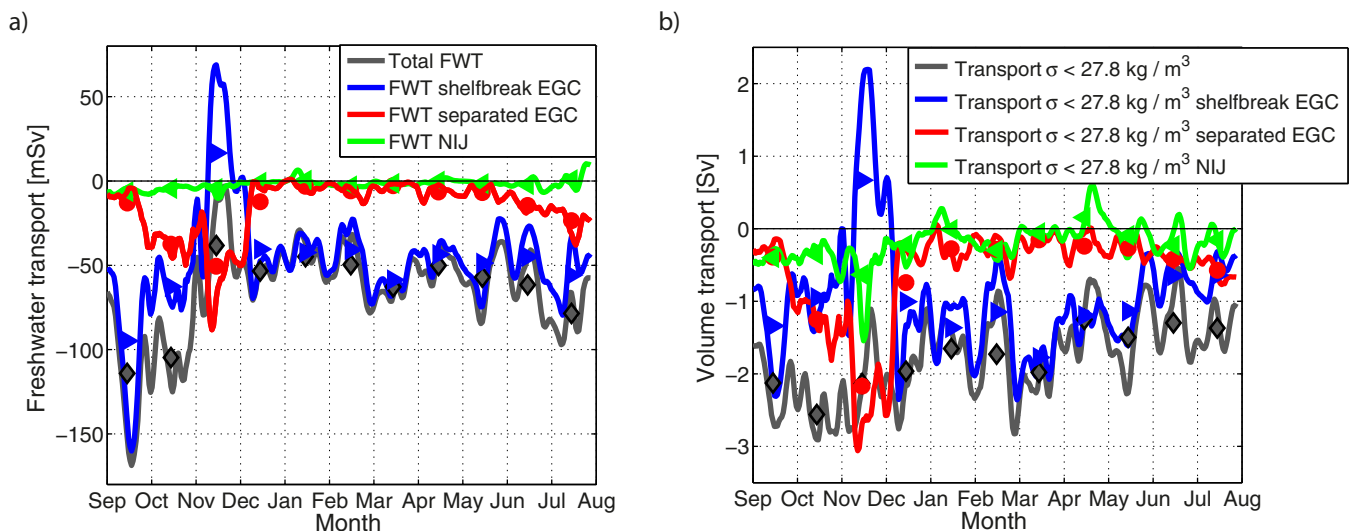 a)
Freshwater transport [mSv]
50
0
−50
−100
−150
Total FWT
FWT shelfbreak EGC
FWT separated EGC
FWT NIJ
Sep Oct Nov Dec Jan Feb Mar Apr May Jun Jul Aug
Month
b)
Volume transport [Sv]
2
1
0
−1
−2
−3
Transport σ < 27.8 kg / m³
Transport σ < 27.8 kg / m³ shelfbreak EGC
Transport σ < 27.8 kg / m³ separated EGC
Transport σ < 27.8 kg / m³ NIJ
Sep Oct Nov Dec Jan Feb Mar Apr May Jun Jul Aug
Month